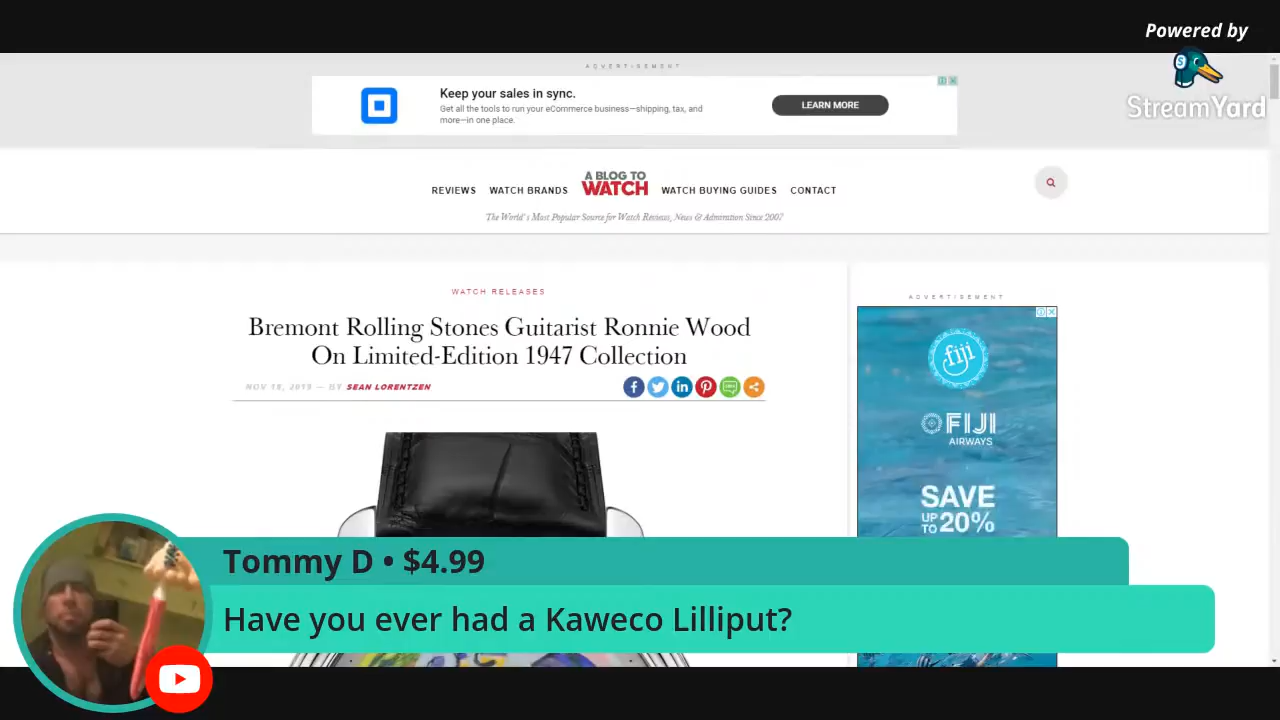 Powered by
StreamYard
ADVERTISEMENT
Keep your sales in sync.
Get all the tools to run your eCommerce business—shipping, tax, and
more—in one place.
LEARN MORE
REVIEWS
WATCH BRANDS
A BLOG TO
WATCH
WATCH BUYING GUIDES
CONTACT
The World's Most Popular Source for Watch Reviews, News & Admiration Since 2007
WATCH RELEASES
Bremont Rolling Stones Guitarist Ronnie Wood
On Limited-Edition 1947 Collection
NOV 18, 2019 — BY SEAN LORENTZEN
ADVERTISEMENT
fiji
FIJI
AIRWAYS
SAVE
UP TO 20%
Tommy D • $4.99
Have you ever had a Kaweco Lilliput?